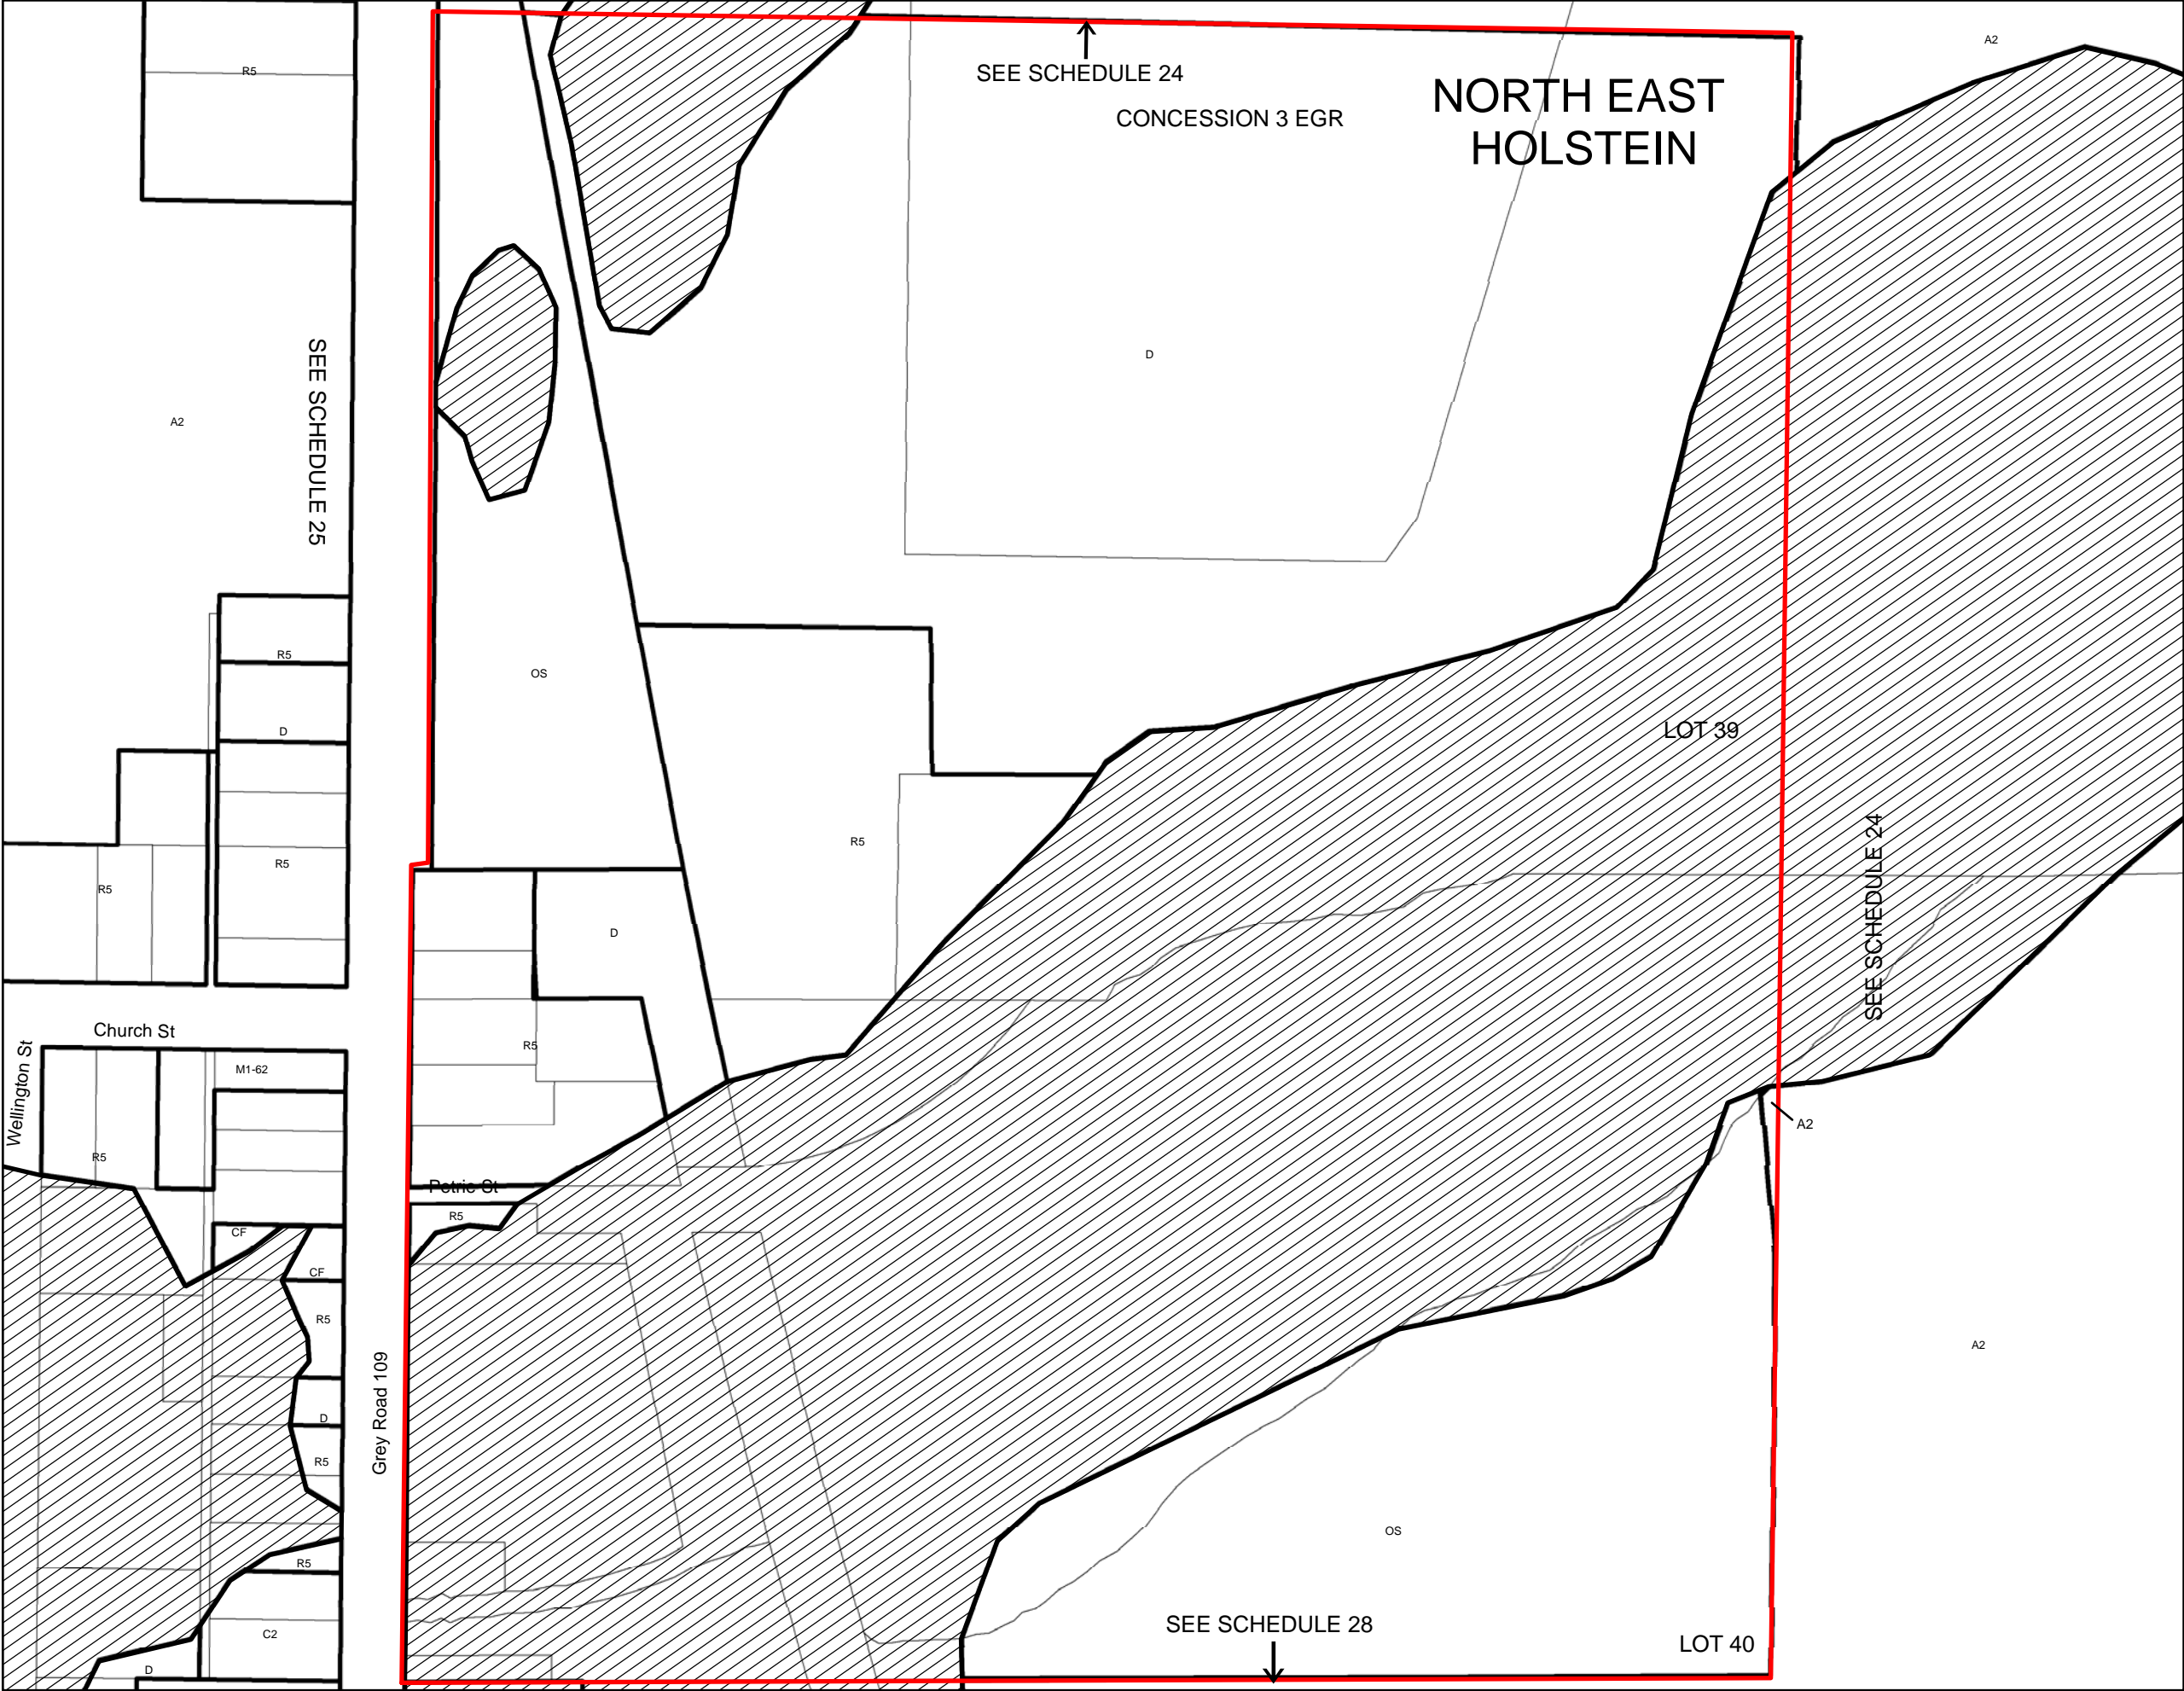 A2
R5
SEE SCHEDULE 24
NORTH EAST
HOLSTEIN
CONCESSION 3 EGR
D
SEE SCHEDULE 25
A2
R5
OS
D
LOT 39
R5
R5
R5
SEE SCHEDULE 24
D
Church St
Wellington St
M1-62
R5
A2
R5
Petrie St
R5
CF
CF
R5
A2
Grey Road 109
D
R5
OS
R5
SEE SCHEDULE 28
C2
LOT 40
D